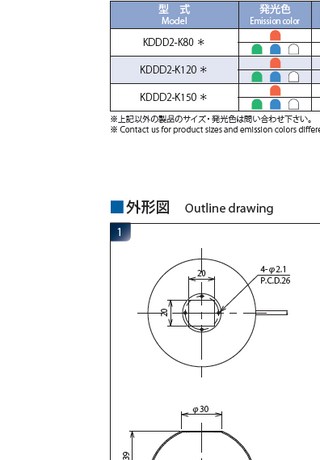 型 式
Model
発光色
Emission color
KDDD2-K80 ＊
KDDD2-K120 ＊
KDDD2-K150 ＊
※上記以外の製品のサイズ・発光色は問い合わせ下さい。
※ Contact us for product sizes and emission colors
■外形図 Outline drawing
1
20
4-φ2.1
P.C.D.26
20
φ30
39